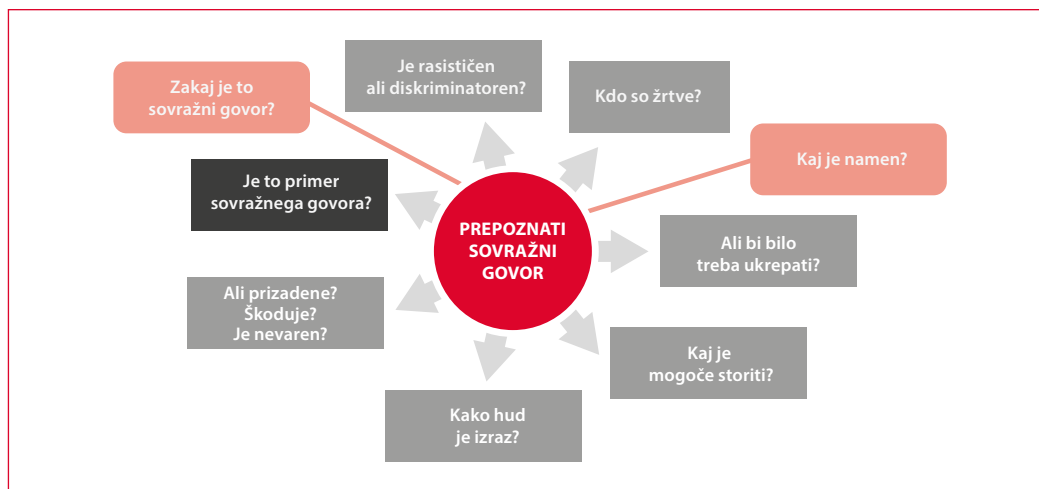 Zakaj je to
sovražni govor?
Je rasističen
ali diskriminatoren?
Kdo so žrtve?
Kaj je namen?
Je to primer
sovražnega govora?
PREPOZNATI
SOVRAŽNI
GOVOR
Ali bi bilo
treba ukrepati?
Ali prizadene?
Škoduje?
Je nevaren?
Kaj je
mogoče storiti?
Kako hud
je izraz?